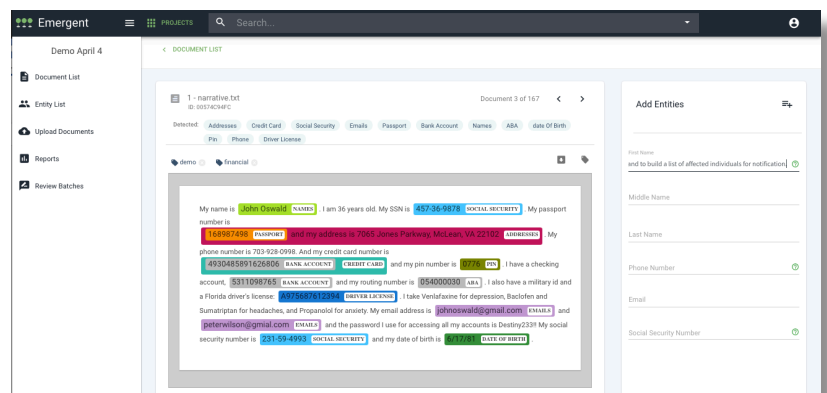 Emergent
PROJECTS
Search...
Demo April 4
Document List
Entity List
Upload Documents
Reports
Review Batches
< DOCUMENT LIST
1 - narrative.txt
ID: 00574C94FC
Document 3 of 167
Detected: Addresses Credit Card Social Security Emails Passport Bank Account Names ABA date Of Birth
Pin Phone Driver License
demo financial
My name is John Oswald NAMES . I am 36 years old. My SSN is 457-36-9878 SOCIAL SECURITY . My passport
number is
168987498 PASSPORT and my address is 7065 Jones Parkway, McLean, VA 22102 ADDRESSES . My
phone number is 703-928-0998. And my credit card number is
4930485891626806 BANK ACCOUNT CREDIT CARD and my pin number is 0776 PIN . I have a checking
account, 5311098765 BANK ACCOUNT and my routing number is 054000030 ABA . I also have a military id and
a Florida driver's license: A975687612394 DRIVER LICENSE . I take Venlafaxine for depression, Baclofen and
Sumatriptan for headaches, and Propanolol for anxiety. My email address is johnoswald@gmail.com EMAILS and
peterwilson@gmial.com EMAILS and the password I use for accessing all my accounts is Destiny233!! My social
security number is 231-59-4993 SOCIAL SECURITY and my date of birth is 6/17/81 DATE OF BIRTH .
Add Entities
First Name
end to build a list of affected individuals for notification
Middle Name
Last Name
Phone Number
Email
Social Security Number